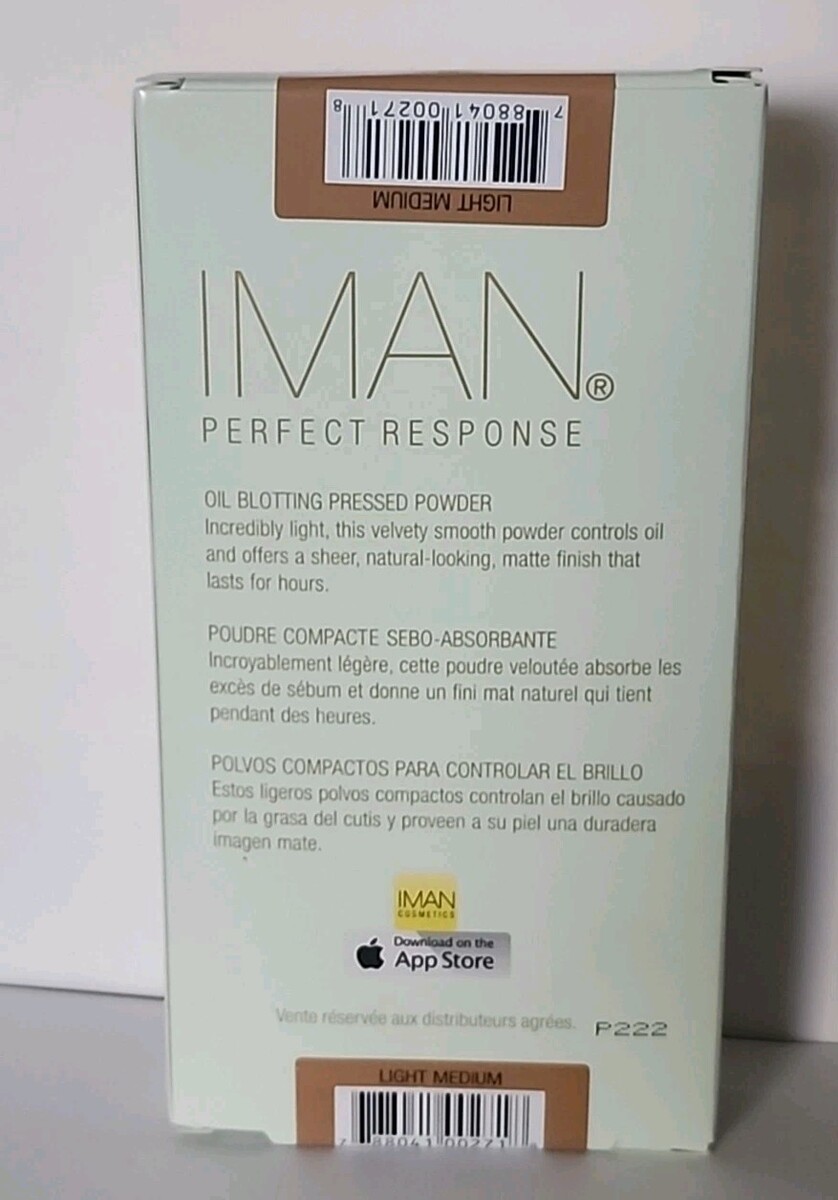 7 88041 00271 8
LIGHT MEDIUM
IMAN®
PERFECT RESPONSE
OIL BLOTTING PRESSED POWDER
Incredibly light, this velvety smooth powder controls oil
and offers a sheer, natural-looking, matte finish that
lasts for hours.
POUDRE COMPACTE SEBO-ABSORBANTE
Incroyablement légère, cette poudre veloutée absorbe les
excès de sébum et donne un fini mat naturel qui tient
pendant des heures.
POLVOS COMPACTOS PARA CONTROLAR EL BRILLO
Estos ligeros polvos compactos controlan el brillo causado
por la grasa del cutis y proveen a su piel una duradera
imagen mate.
IMAN
COSMETICS
Download on the
App Store
Vente réservée aux distributeurs agréées.
P222
LIGHT MEDIUM
7 88041 00271